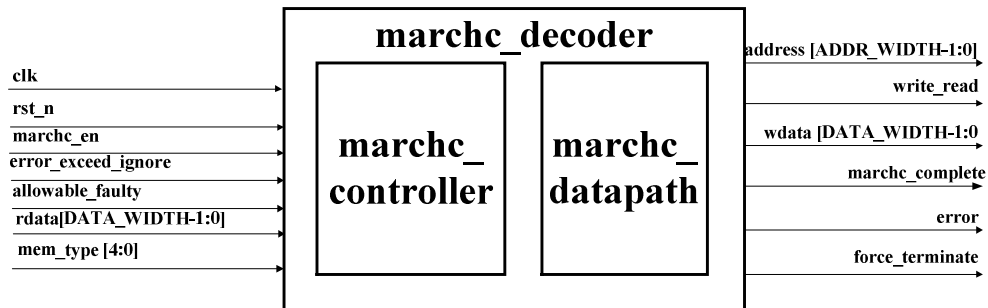 marchc_decoder
clk
rst_n
marchc_en
error_exceed_ignore
allowable_faulty
rdata[DATA_WIDTH-1:0]
mem_type [4:0]
marchc_
controller
marchc_
datapath
address [ADDR_WIDTH-1:0]
write_read
wdata [DATA_WIDTH-1:0
marchc_complete
error
force_terminate